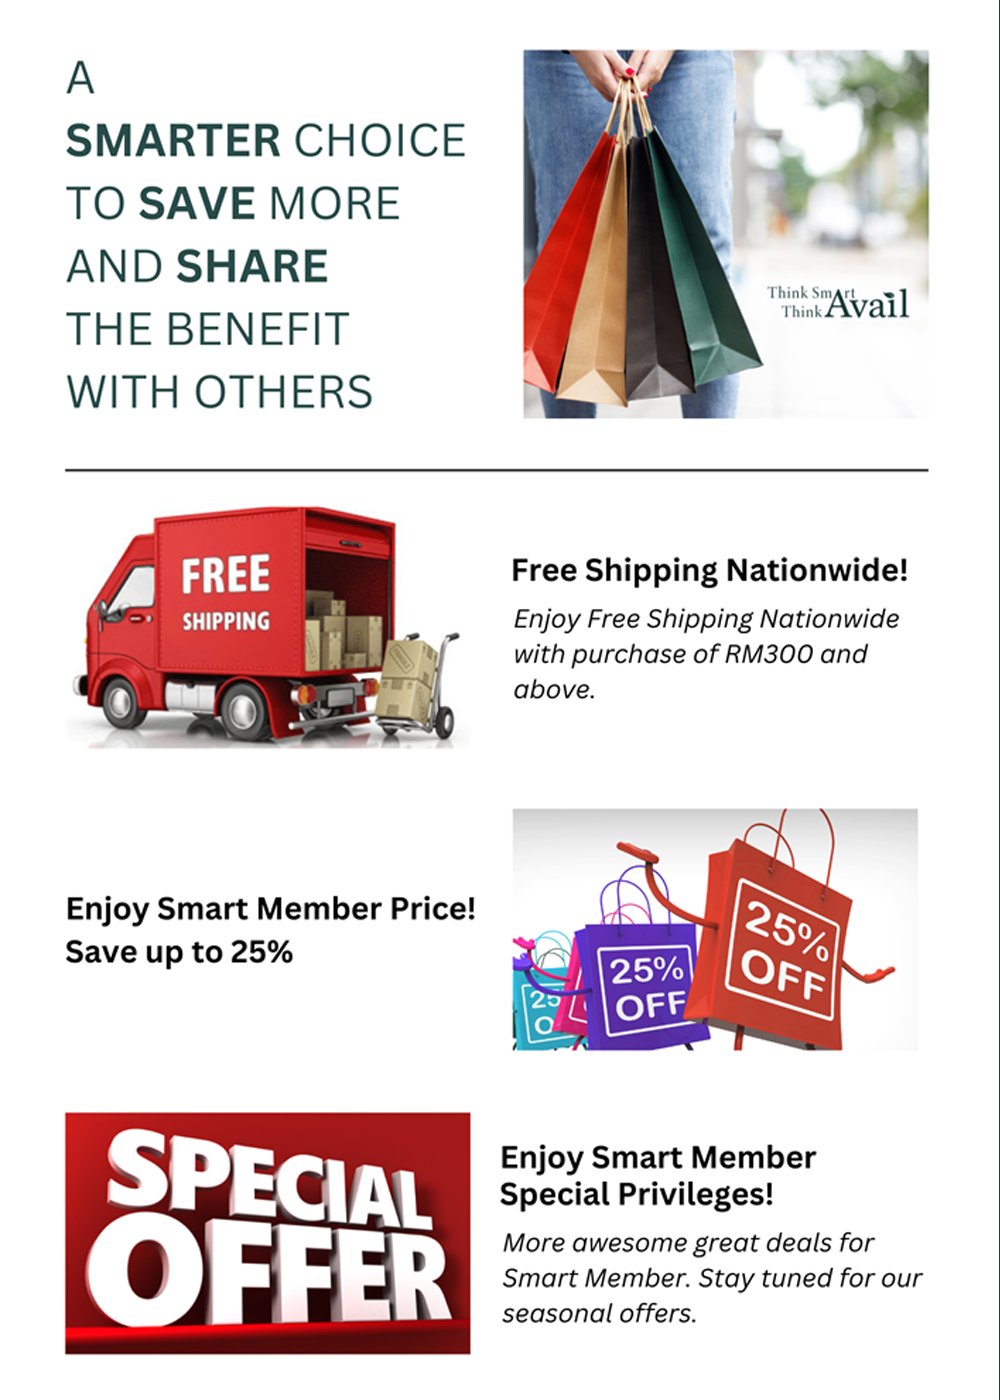 A
SMARTER CHOICE
TO SAVE MORE
AND SHARE
THE BENEFIT
WITH OTHERS
Think SmArt
Think Avail
FREE
SHIPPING
Free Shipping Nationwide!
Enjoy Free Shipping Nationwide
with purchase of RM300 and
above.
Enjoy Smart Member Price!
Save up to 25%
25%
OFF
25%
OFF
25
O
SPECIAL
OFFER
Enjoy Smart Member
Special Privileges!
More awesome great deals for
Smart Member. Stay tuned for our
seasonal offers.